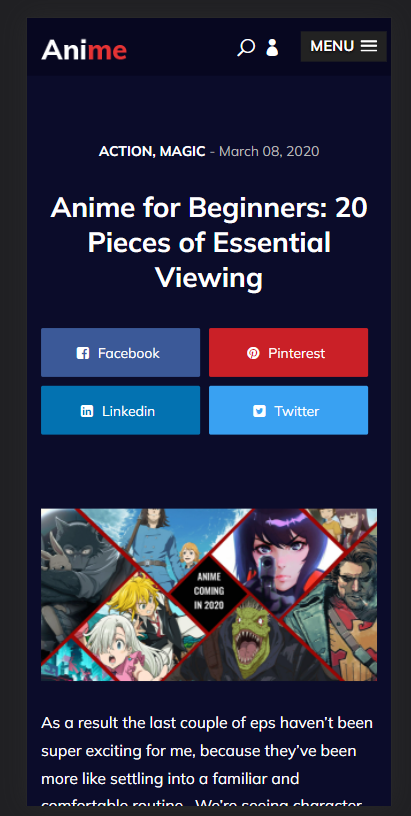 Anime
MENU
ACTION, MAGIC - March 08, 2020
Anime for Beginners: 20
Pieces of Essential
Viewing
Facebook
Pinterest
Linkedin
Twitter
ANIME
COMING
IN 2020
As a result the last couple of eps haven't been
super exciting for me, because they've been
more like settling into a familiar and
comfortable routine. We're seeing character